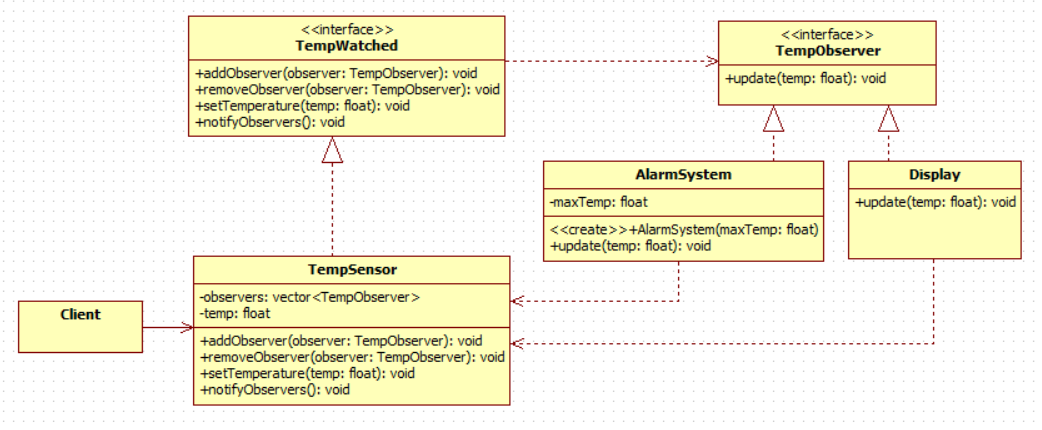 <<interface>>
TempWatched
+addObserver(observer: TempObserver): void
+removeObserver(observer: TempObserver): void
+setTemperature(temp: float): void
+notifyObservers(): void
<<interface>>
TempObserver
+update(temp: float): void
AlarmSystem
-maxTemp: float
<<create>>+AlarmSystem(maxTemp: float)
+update(temp: float): void
Display
+update(temp: float): void
TempSensor
-observers: vector<TempObserver>
-temp: float
+addObserver(observer: TempObserver): void
+removeObserver(observer: TempObserver): void
+setTemperature(temp: float): void
+notifyObservers(): void
Client